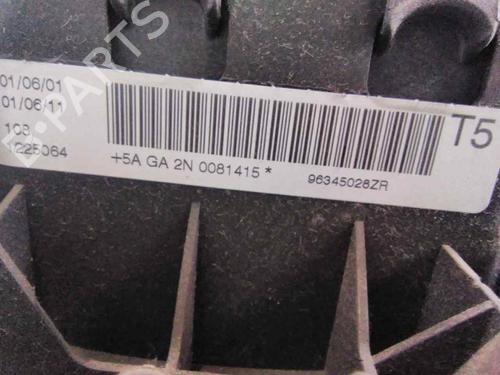 01/06/01
01/06/11
108
225064
+5A GA 2N 0081415 *
96345028ZR
T5
B-PARTS